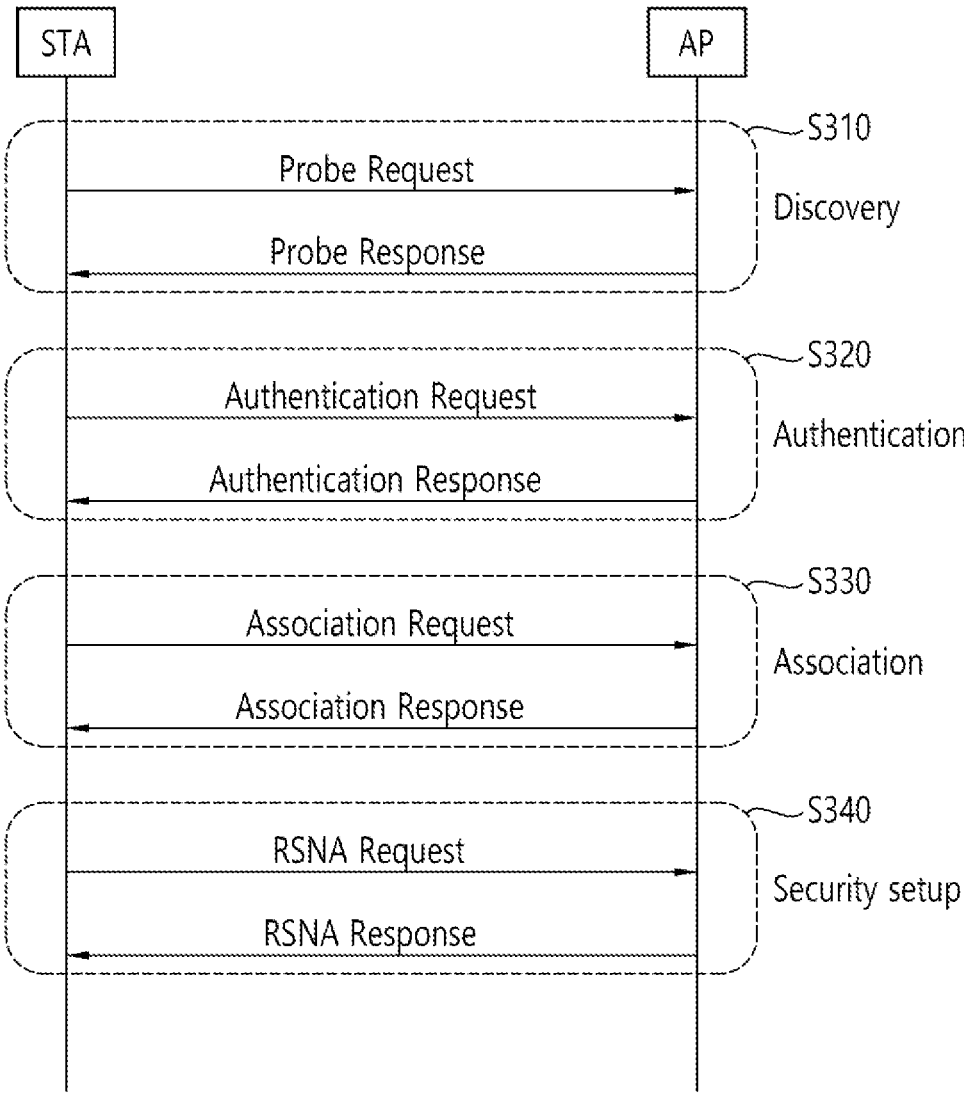 STA
AP
S310
Probe Request
Discovery
Probe Response
S320
Authentication Request
Authentication
Authentication Response
S330
Association Request
Association
Association Response
S340
RSNA Request
Security setup
RSNA Response